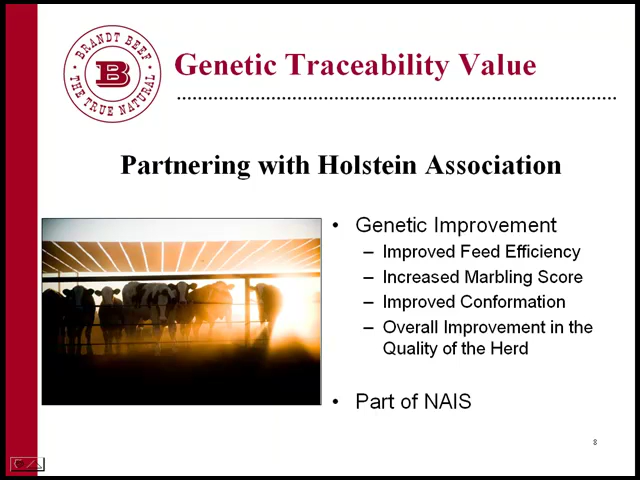 BRANDT BEEF
B
THE TRUE NATURAL
Genetic Traceability Value
Partnering with Holstein Association
• Genetic Improvement
– Improved Feed Efficiency
– Increased Marbling Score
– Improved Conformation
– Overall Improvement in the
Quality of the Herd
• Part of NAIS
8